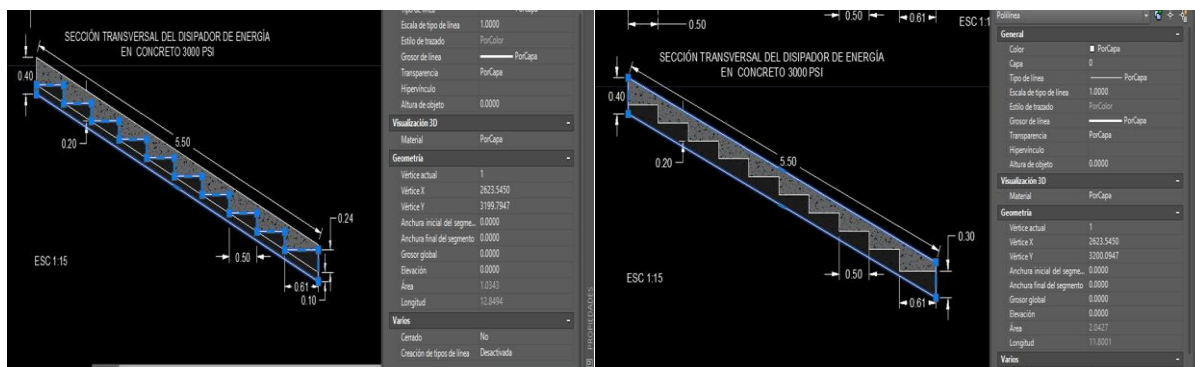 SECCIÓN TRANSVERSAL DEL DISIPADOR DE ENERGÍA
EN CONCRETO 3000 PSI
0.40
0.20
5.50
0.24
0.50
0.61
0.10
ESC 1:15
Escala de tipo de línea 1.0000
Estilo de trazado PorColor
Grosor de línea PorCapa
Transparencia PorCapa
Hipervínculo
Altura de objeto 0.0000
Visualización 3D
Material PorCapa
Geometría
Vértice actual 1
Vértice X 2623.5450
Vértice Y 3199.7947
Anchura inicial del segme... 0.0000
Anchura final del segmento 0.0000
Grosor global 0.0000
Elevación 0.0000
Área 1.0343
Longitud 12.8494
Varios
Cerrado No
Creación de tipos de línea Desactivada
PROPIEDADES
0.50
0.50
0.61
ESC 1:1
SECCIÓN TRANSVERSAL DEL DISIPADOR DE ENERGÍA
EN CONCRETO 3000 PSI
0.40
0.20
5.50
0.30
0.50
0.61
ESC 1:15
Polilínea
General
Color PorCapa
Capa 0
Tipo de línea PorCapa
Escala de tipo de línea 1.0000
Estilo de trazado PorColor
Grosor de línea PorCapa
Transparencia PorCapa
Hipervínculo
Altura de objeto 0.0000
Visualización 3D
Material PorCapa
Geometría
Vértice actual 1
Vértice X 2623.5450
Vértice Y 3200.0947
Anchura inicial del segme... 0.0000
Anchura final del segmento 0.0000
Grosor global 0.0000
Elevación 0.0000
Área 2.0427
Longitud 11.8001
Varios